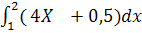 ∫₁²(4X + 0,5)dx